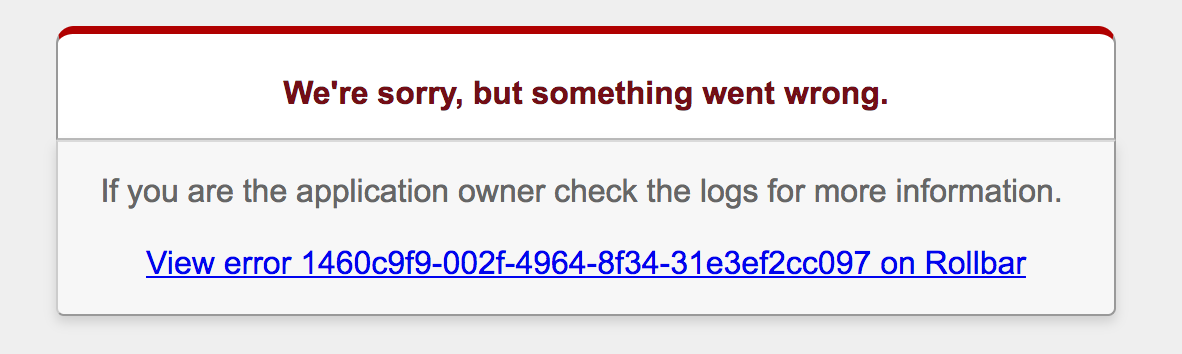 We're sorry, but something went wrong.
If you are the application owner check the logs for more information.
View error 1460c9f9-002f-4964-8f34-31e3ef2cc097 on Rollbar